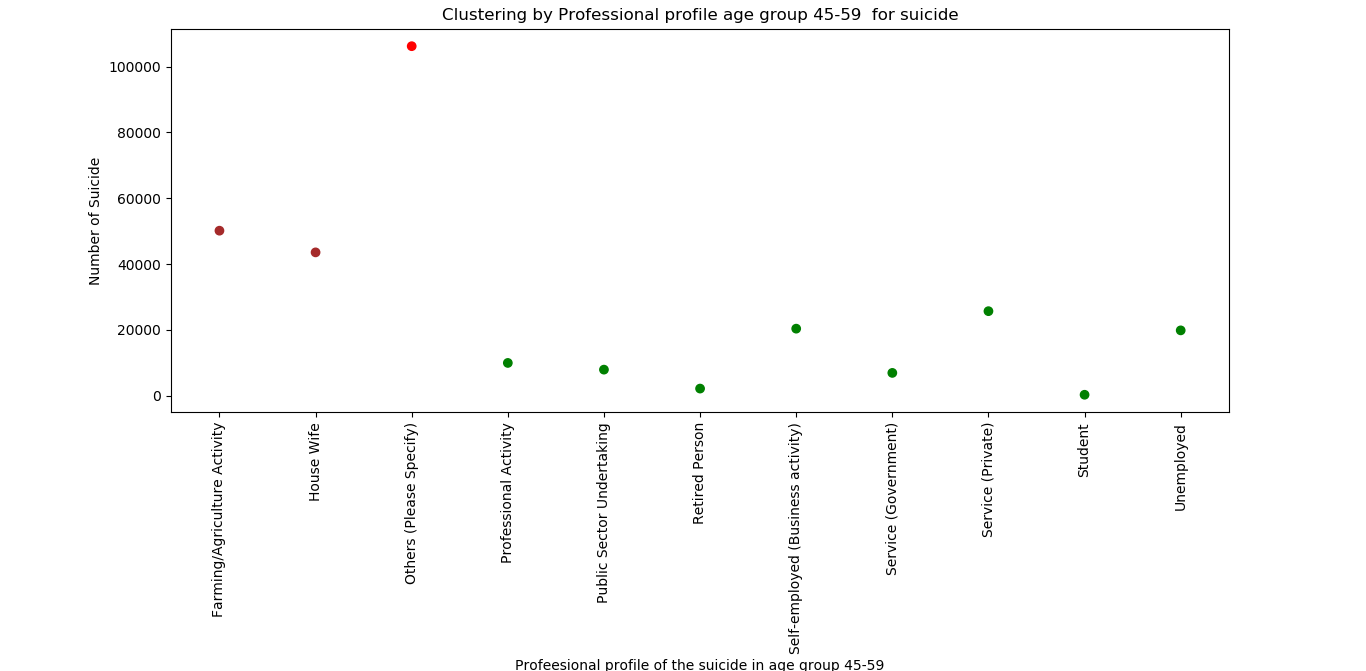 Clustering by Professional profile age group 45-59  for suicide
Number of Suicide
100000
80000
60000
40000
20000
0
Farming/Agriculture Activity
House Wife
Others (Please Specify)
Professional Activity
Public Sector Undertaking
Retired Person
Self-employed (Business activity)
Service (Government)
Service (Private)
Student
Unemployed
Profeesional profile of the suicide in age group 45-59